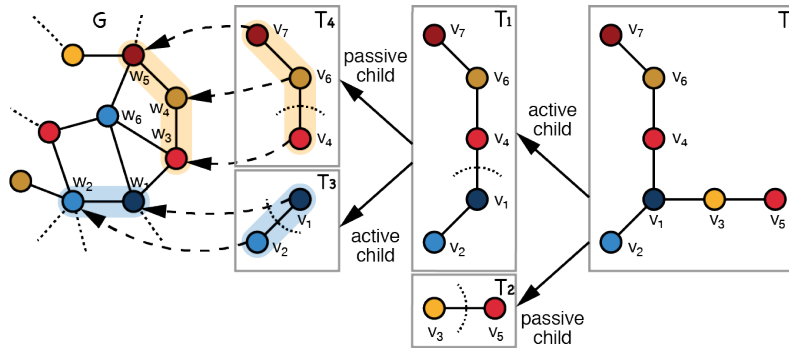 G
w₅
w₄
w₆
w₃
w₂
w₁
T₄
v₇
v₆
v₄
T₃
v₁
v₂
passive
child
active
child
T₁
v₇
v₆
v₄
v₁
v₂
T₂
v₃
v₅
active
child
passive
child
T
v₇
v₆
v₄
v₁
v₃
v₅
v₂